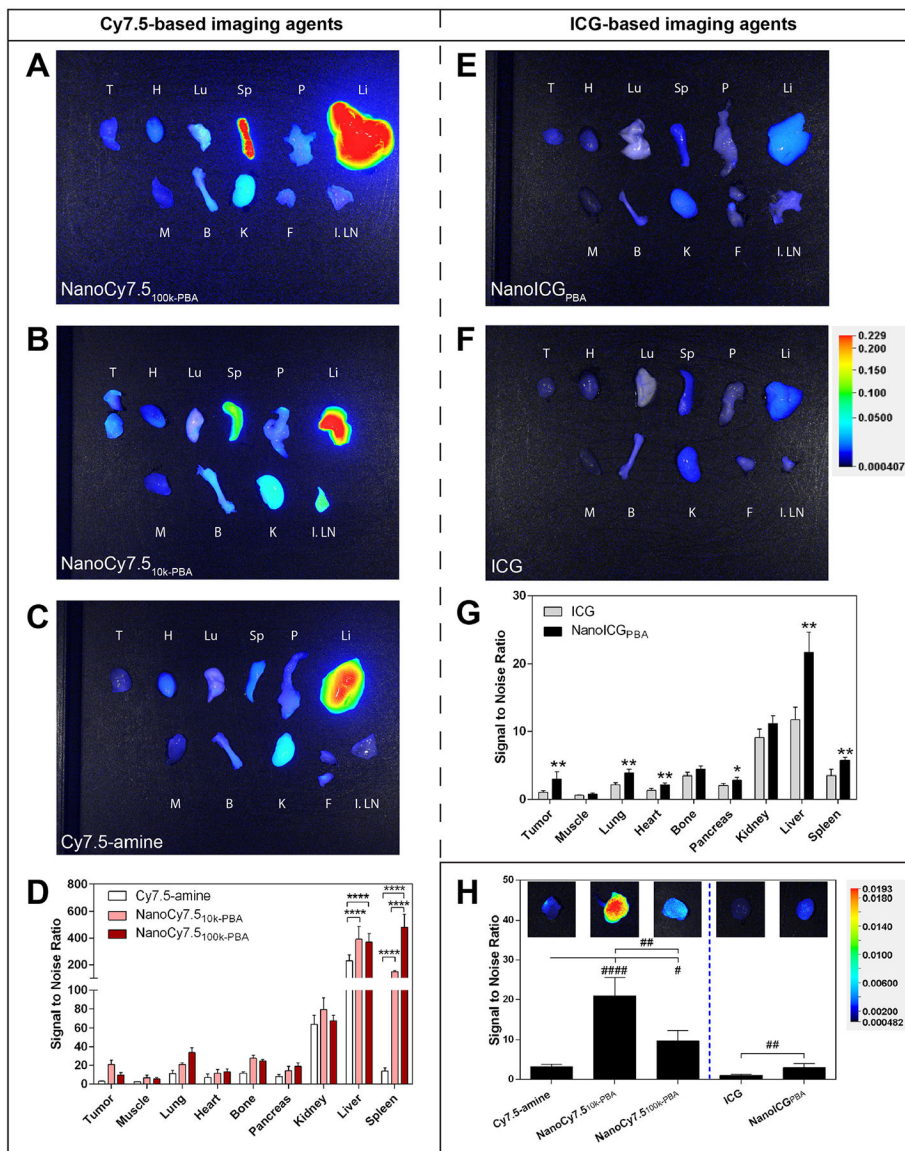 Cy7.5-based imaging agents
ICG-based imaging agents
A
T H Lu Sp P Li
M B K F I. LN
NanoCy7.5100k-PBA
B
T H Lu Sp P Li
M B K I. LN
NanoCy7.510k-PBA
C
T H Lu Sp P Li
M B K F I. LN
Cy7.5-amine
D
800
600
400
200
100
80
60
40
20
0
Signal to Noise Ratio
Cy7.5-amine
NanoCy7.510k-PBA
NanoCy7.5100k-PBA
****
****
****
****
****
Tumor Muscle Lung Heart Bone Pancreas Kidney Liver Spleen
E
T H Lu Sp P Li
M B K F I. LN
NanoICGPBA
F
T H Lu Sp P Li
M B K F I. LN
ICG
0.229
0.200
0.100
0.0500
0.000407
G
30
20
10
0
Signal to Noise Ratio
ICG
NanoICGPBA
** ** ** * ** **
Tumor Muscle Lung Heart Bone Pancreas Kidney Liver Spleen
H
50
40
30
20
10
0
Signal to Noise Ratio
##
#### #
##
Cy7.5-amine NanoCy7.510k-PBA NanoCy7.5100k-PBA ICG NanoICGPBA
0.0193
0.0180
0.0100
0.00600
0.00200
0.000482